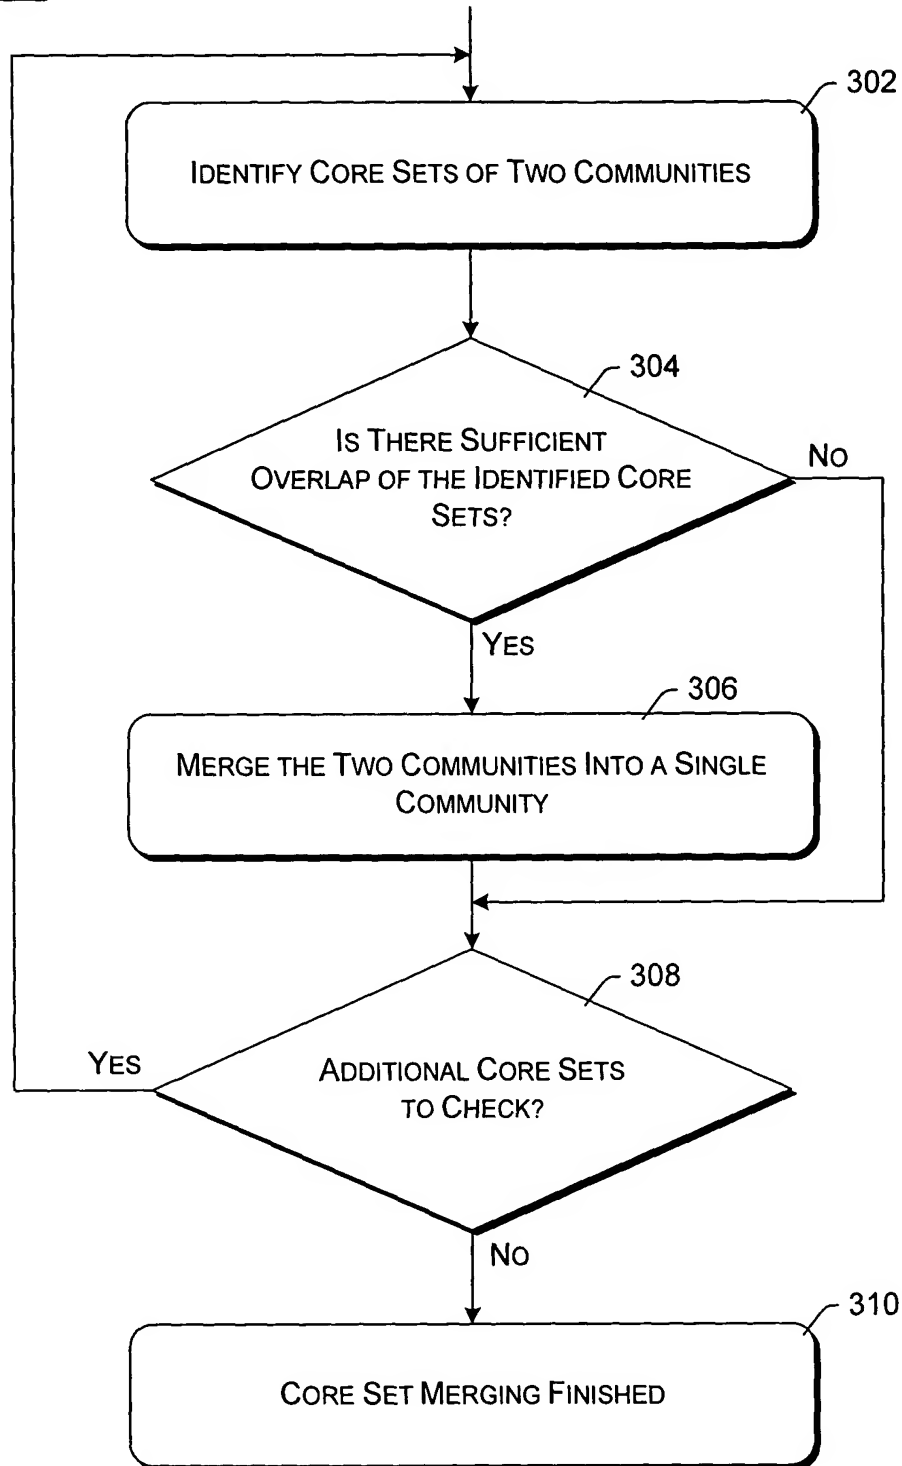 302
IDENTIFY CORE SETS OF TWO COMMUNITIES
304
IS THERE SUFFICIENT
OVERLAP OF THE IDENTIFIED CORE
SETS?
NO
YES
306
MERGE THE TWO COMMUNITIES INTO A SINGLE
COMMUNITY
308
YES
ADDITIONAL CORE SETS
TO CHECK?
NO
310
CORE SET MERGING FINISHED